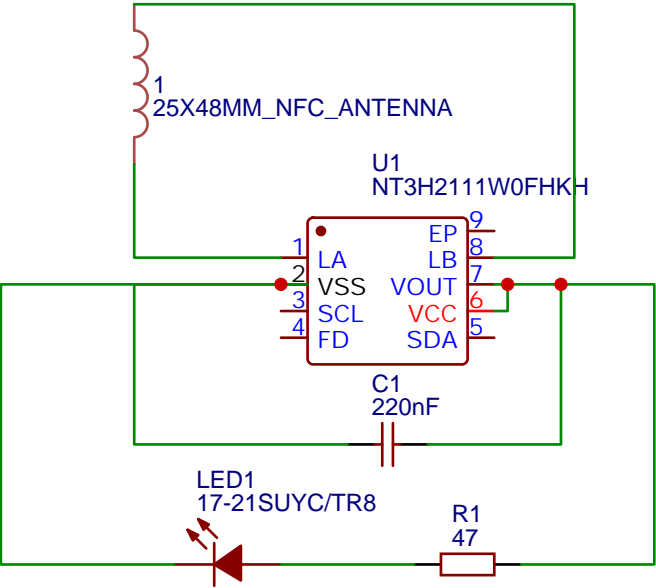 1
25X48MM_NFC_ANTENNA
U1
NT3H2111W0FHKH
EP 9
1 LA LB 8
2 VSS VOUT 7
3 SCL VCC 6
4 FD SDA 5
C1
220nF
LED1
17-21SUYC/TR8
R1
47